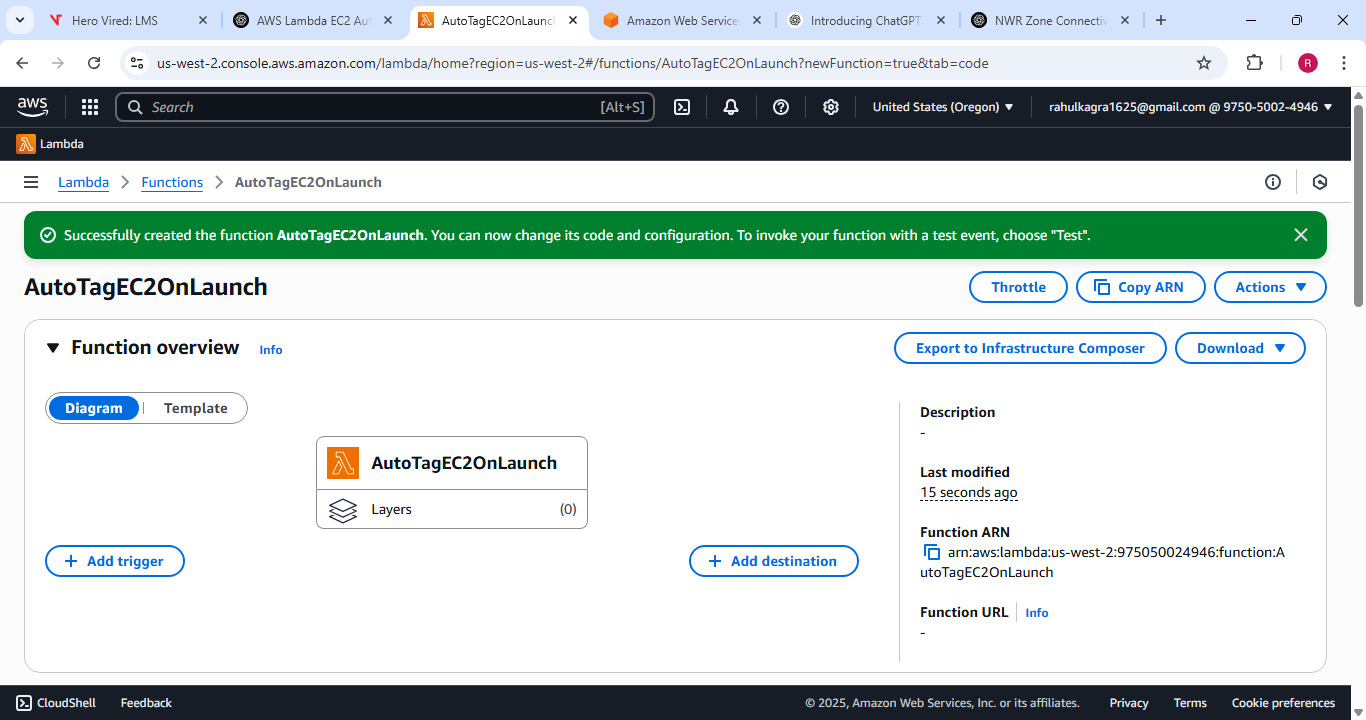 Hero Vired: LMS
AWS Lambda EC2 Aut
AutoTagEC2OnLaunch
Amazon Web Service
Introducing ChatGPT
NWR Zone Connectiv
us-west-2.console.aws.amazon.com/lambda/home?region=us-west-2#/functions/AutoTagEC2OnLaunch?newFunction=true&tab=code
R
aws
Search
[Alt+S]
United States (Oregon)
rahulkagra1625@gmail.com @ 9750-5002-4946
Lambda
Lambda
Functions
AutoTagEC2OnLaunch
Successfully created the function AutoTagEC2OnLaunch. You can now change its code and configuration. To invoke your function with a test event, choose "Test".
AutoTagEC2OnLaunch
Throttle
Copy ARN
Actions
Function overview
Info
Export to Infrastructure Composer
Download
Diagram
Template
AutoTagEC2OnLaunch
Layers
(0)
Add trigger
Add destination
Description
-
Last modified
15 seconds ago
Function ARN
arn:aws:lambda:us-west-2:975050024946:function:A
utoTagEC2OnLaunch
Function URL
Info
-
CloudShell
Feedback
© 2025, Amazon Web Services, Inc. or its affiliates.
Privacy
Terms
Cookie preferences